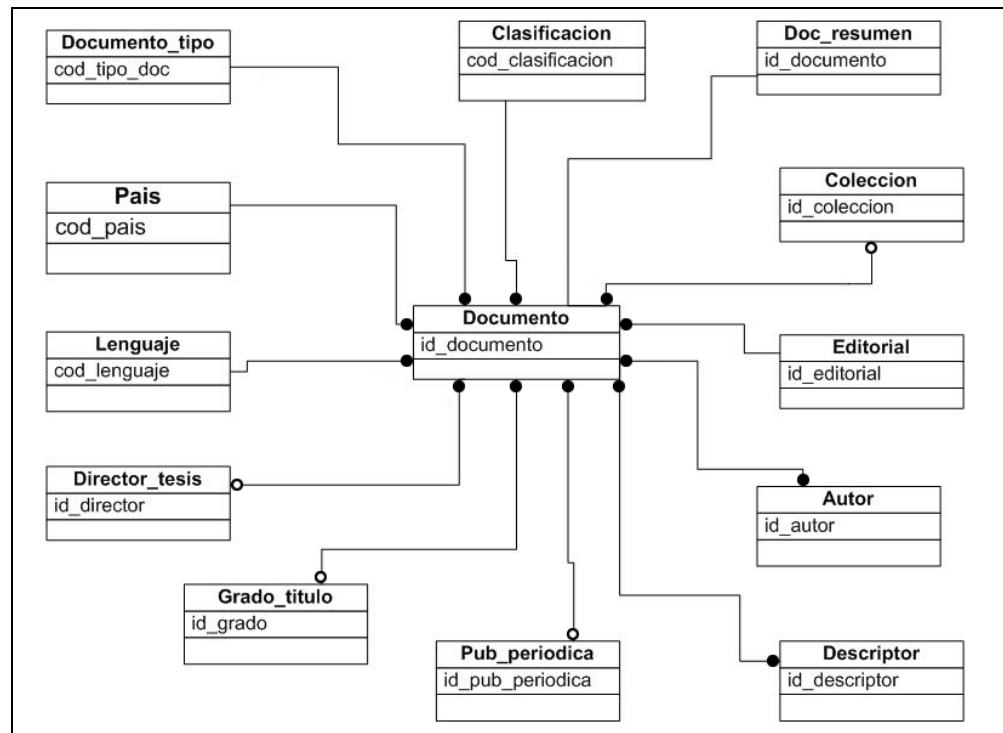 Documento_tipo
cod_tipo_doc
Clasificacion
cod_clasificacion
Doc_resumen
id_documento
Pais
cod_pais
Coleccion
id_coleccion
Documento
id_documento
Lenguaje
cod_lenguaje
Editorial
id_editorial
Director_tesis
id_director
Autor
id_autor
Grado_titulo
id_grado
Pub_periodica
id_pub_periodica
Descriptor
id_descriptor